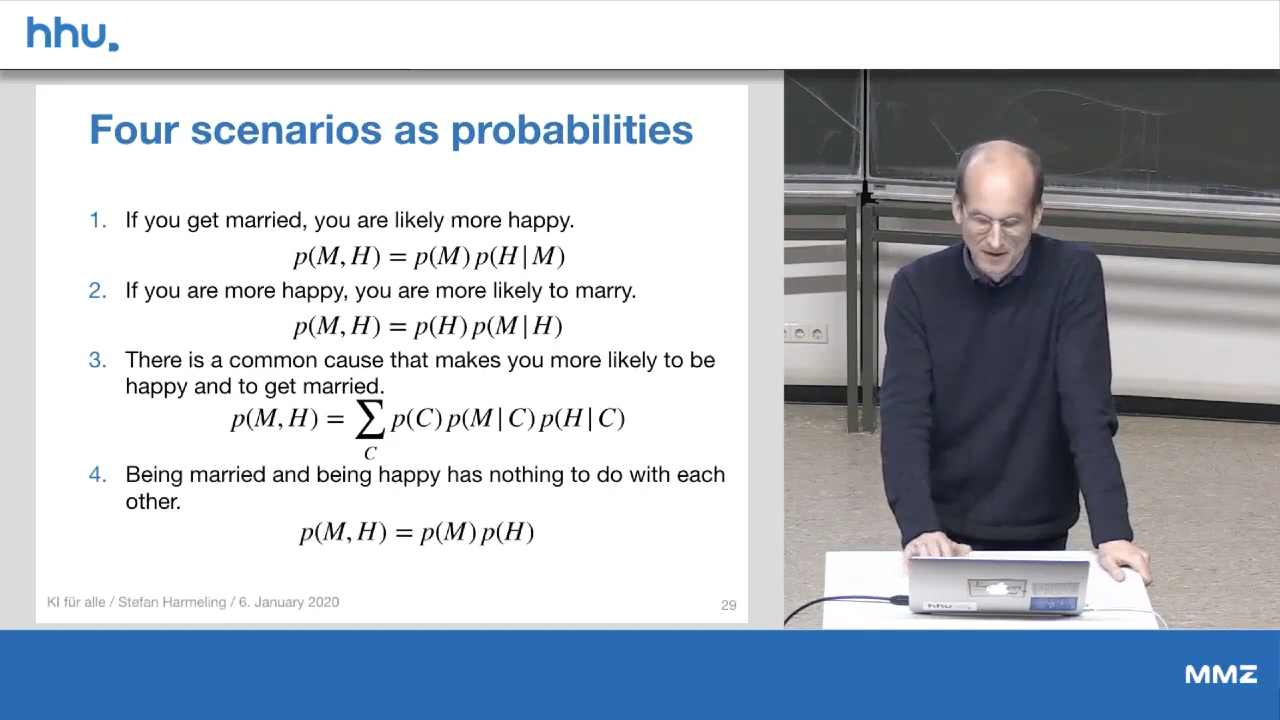 hhu.
Four scenarios as probabilities
1. If you get married, you are likely more happy.
p(M, H) = p(M) p(H | M)
2. If you are more happy, you are more likely to marry.
p(M, H) = p(H) p(M | H)
3. There is a common cause that makes you more likely to be
happy and to get married.
p(M, H) = ∑ p(C) p(M | C) p(H | C)
C
4. Being married and being happy has nothing to do with each
other.
p(M, H) = p(M) p(H)
KI für alle / Stefan Harmeling / 6. January 2020
29
hhu
MMZ